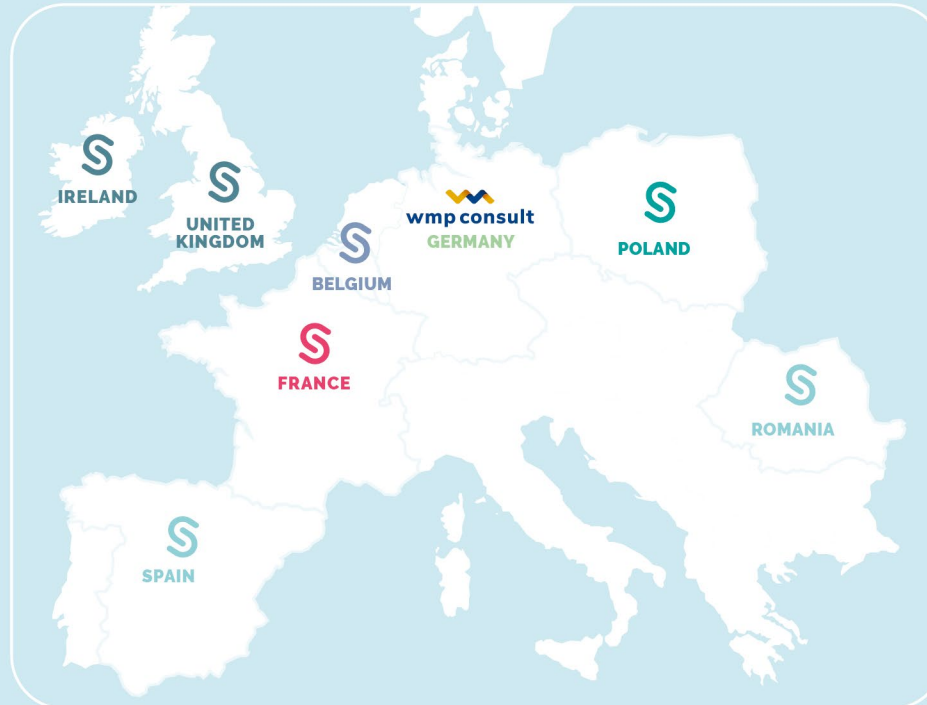 IRELAND
UNITED
KINGDOM
wmp consult
GERMANY
POLAND
BELGIUM
FRANCE
ROMANIA
SPAIN